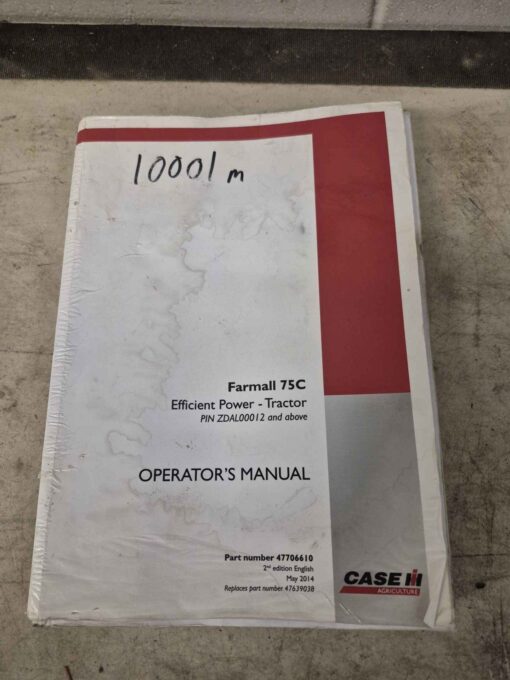 10001 m
Farmall 75C
Efficient Power - Tractor
PIN ZDAL00012 and above
OPERATOR'S MANUAL
Part number 47706610
2nd edition English
May 2014
Replaces part number 47639038
CASE IH
AGRICULTURE